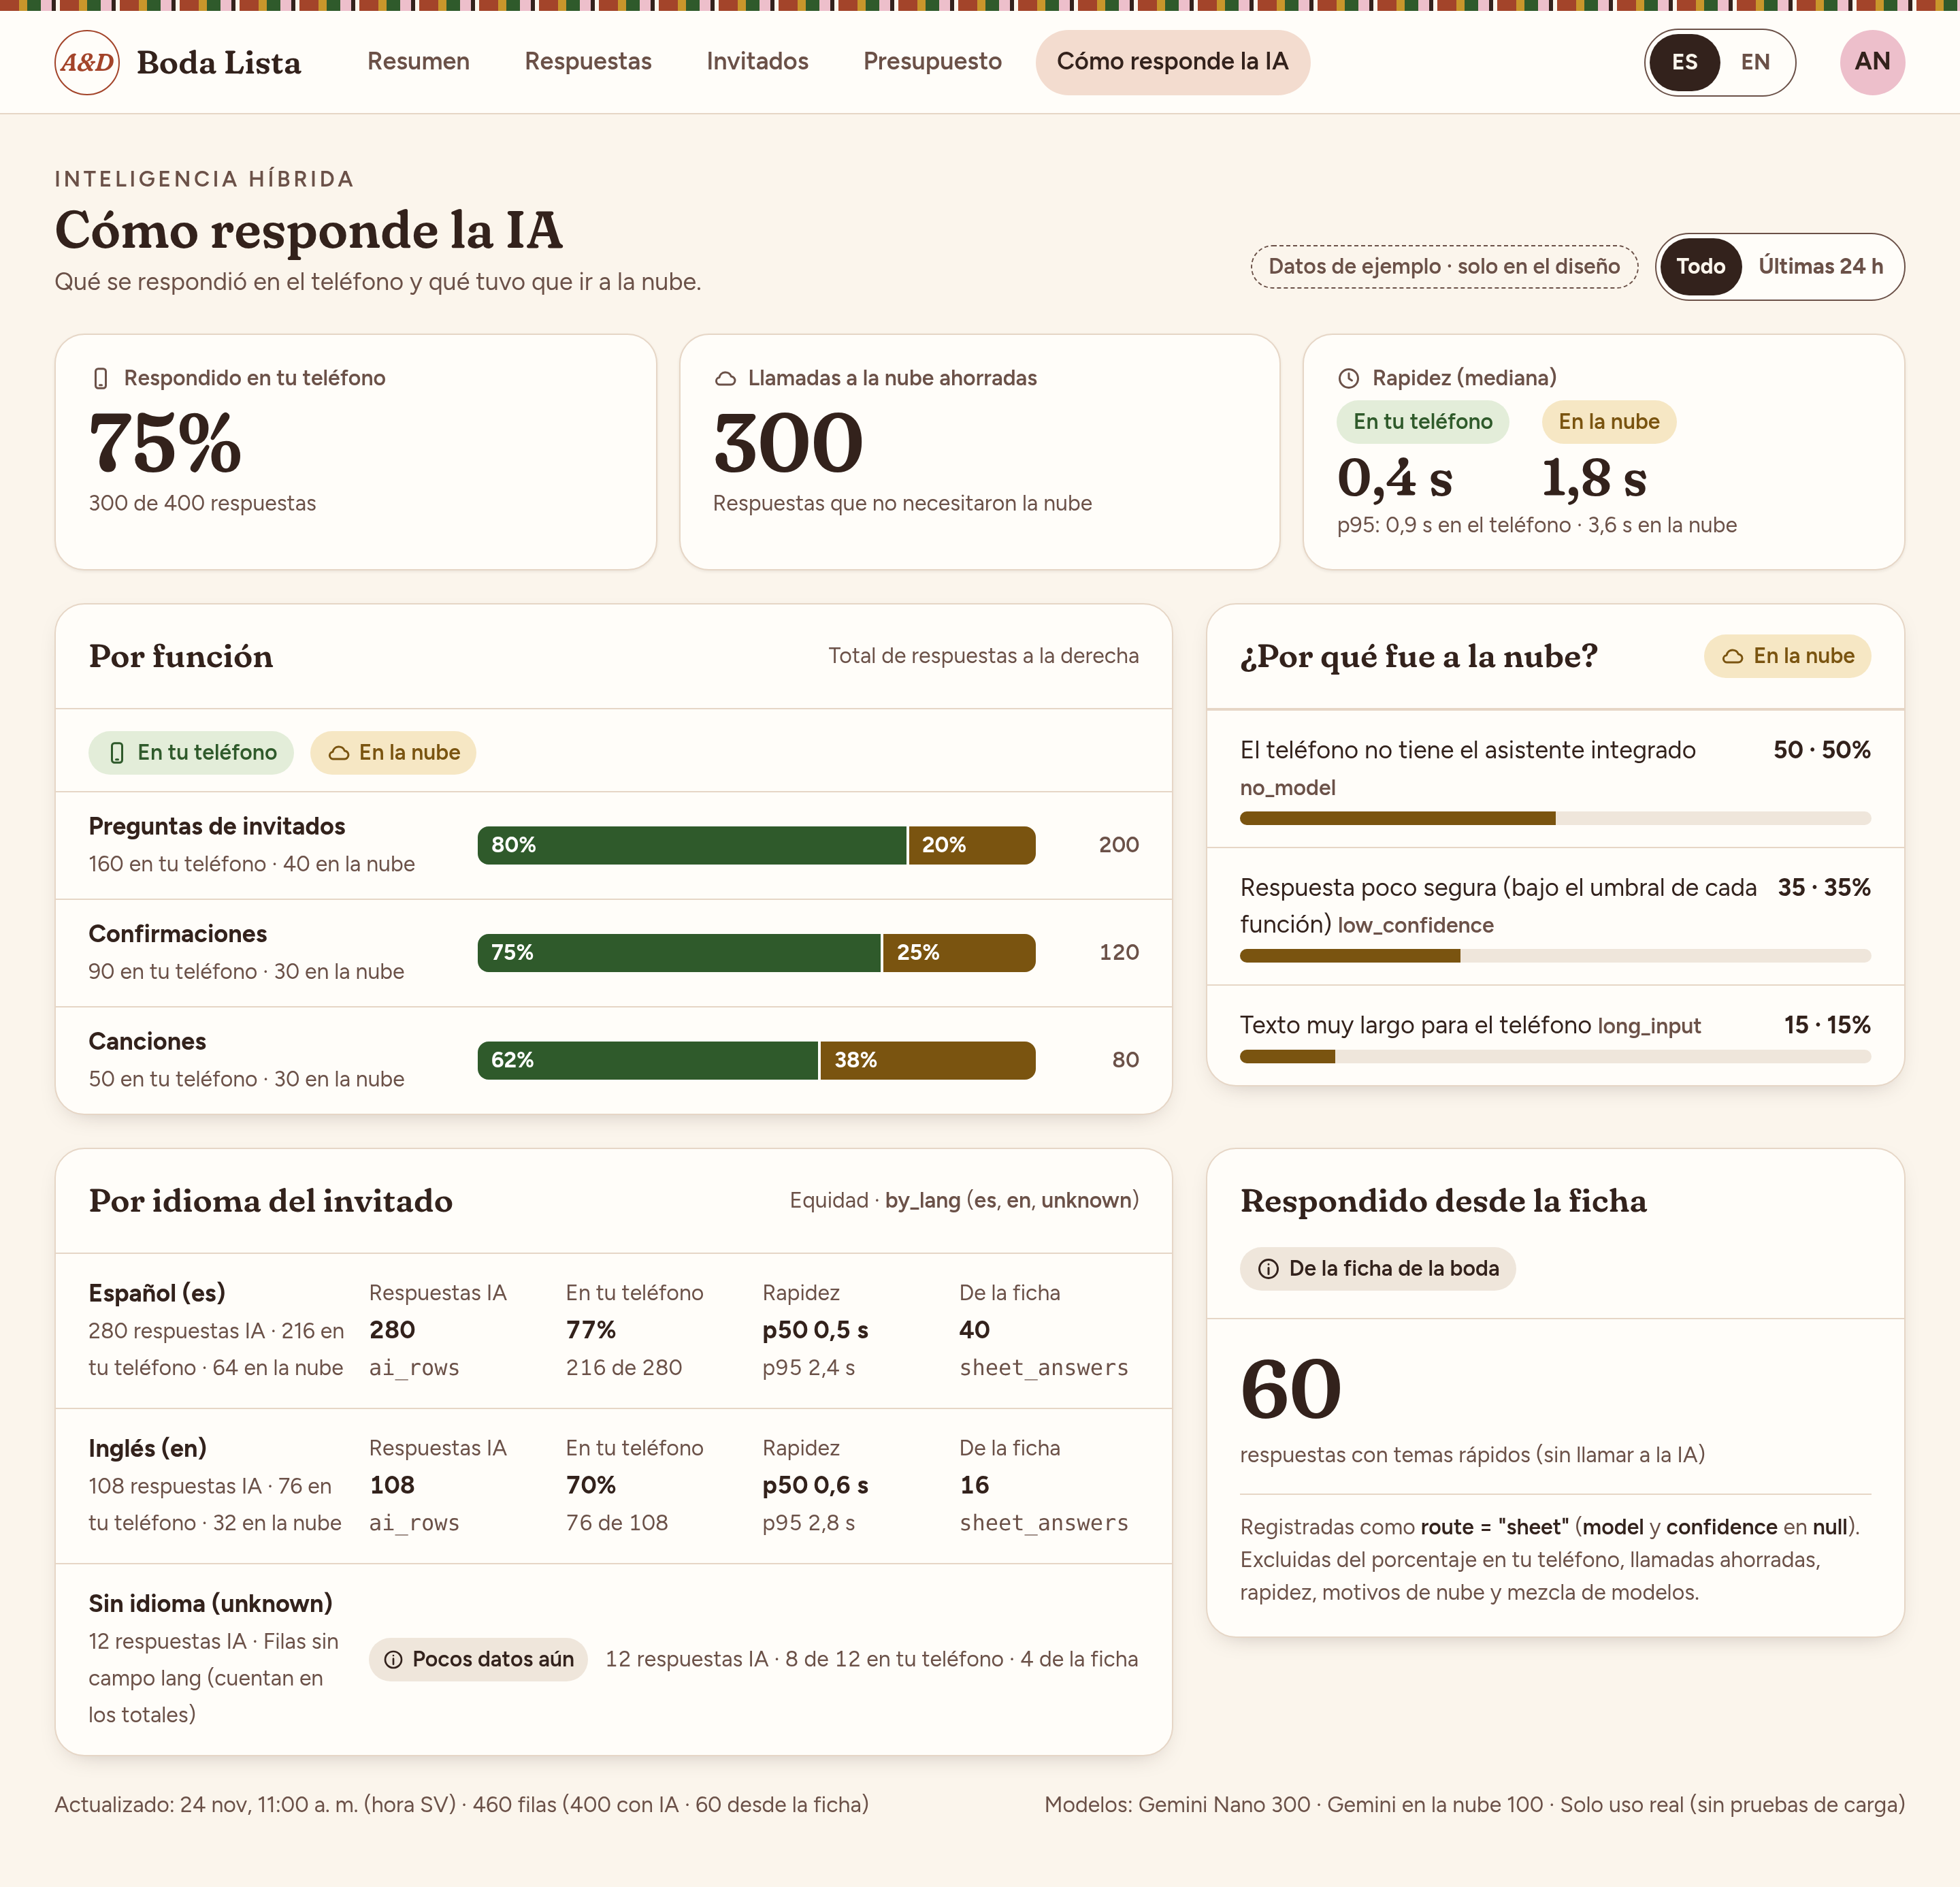 A&D Boda Lista Resumen Respuestas Invitados Presupuesto Cómo responde la IA ES EN AN
INTELIGENCIA HÍBRIDA
Cómo responde la IA
Qué se respondió en el teléfono y qué tuvo que ir a la nube.
Datos de ejemplo · solo en el diseño Todo Últimas 24 h
Respondido en tu teléfono
75%
300 de 400 respuestas
Llamadas a la nube ahorradas
300
Respuestas que no necesitaron la nube
Rapidez (mediana)
En tu teléfono En la nube
0,4 s 1,8 s
p95: 0,9 s en el teléfono · 3,6 s en la nube
Por función Total de respuestas a la derecha
En tu teléfono En la nube
Preguntas de invitados
160 en tu teléfono · 40 en la nube
80% 20% 200
Confirmaciones
90 en tu teléfono · 30 en la nube
75% 25% 120
Canciones
50 en tu teléfono · 30 en la nube
62% 38% 80
¿Por qué fue a la nube? En la nube
El teléfono no tiene el asistente integrado 50 · 50%
no_model
Respuesta poco segura (bajo el umbral de cada 35 · 35%
función) low_confidence
Texto muy largo para el teléfono long_input 15 · 15%
Por idioma del invitado Equidad · by_lang (es, en, unknown)
Español (es) Respuestas IA En tu teléfono Rapidez De la ficha
280 respuestas IA · 216 en 280 77% p50 0,5 s 40
tu teléfono · 64 en la nube ai_rows 216 de 280 p95 2,4 s sheet_answers
Inglés (en) Respuestas IA En tu teléfono Rapidez De la ficha
108 respuestas IA · 76 en 108 70% p50 0,6 s 16
tu teléfono · 32 en la nube ai_rows 76 de 108 p95 2,8 s sheet_answers
Sin idioma (unknown)
12 respuestas IA · Filas sin
campo lang (cuentan en
los totales)
Pocos datos aún 12 respuestas IA · 8 de 12 en tu teléfono · 4 de la ficha
Respondido desde la ficha
De la ficha de la boda
60
respuestas con temas rápidos (sin llamar a la IA)
Registradas como route = "sheet" (model y confidence en null).
Excluidas del porcentaje en tu teléfono, llamadas ahorradas,
rapidez, motivos de nube y mezcla de modelos.
Actualizado: 24 nov, 11:00 a. m. (hora SV) · 460 filas (400 con IA · 60 desde la ficha)
Modelos: Gemini Nano 300 · Gemini en la nube 100 · Solo uso real (sin pruebas de carga)